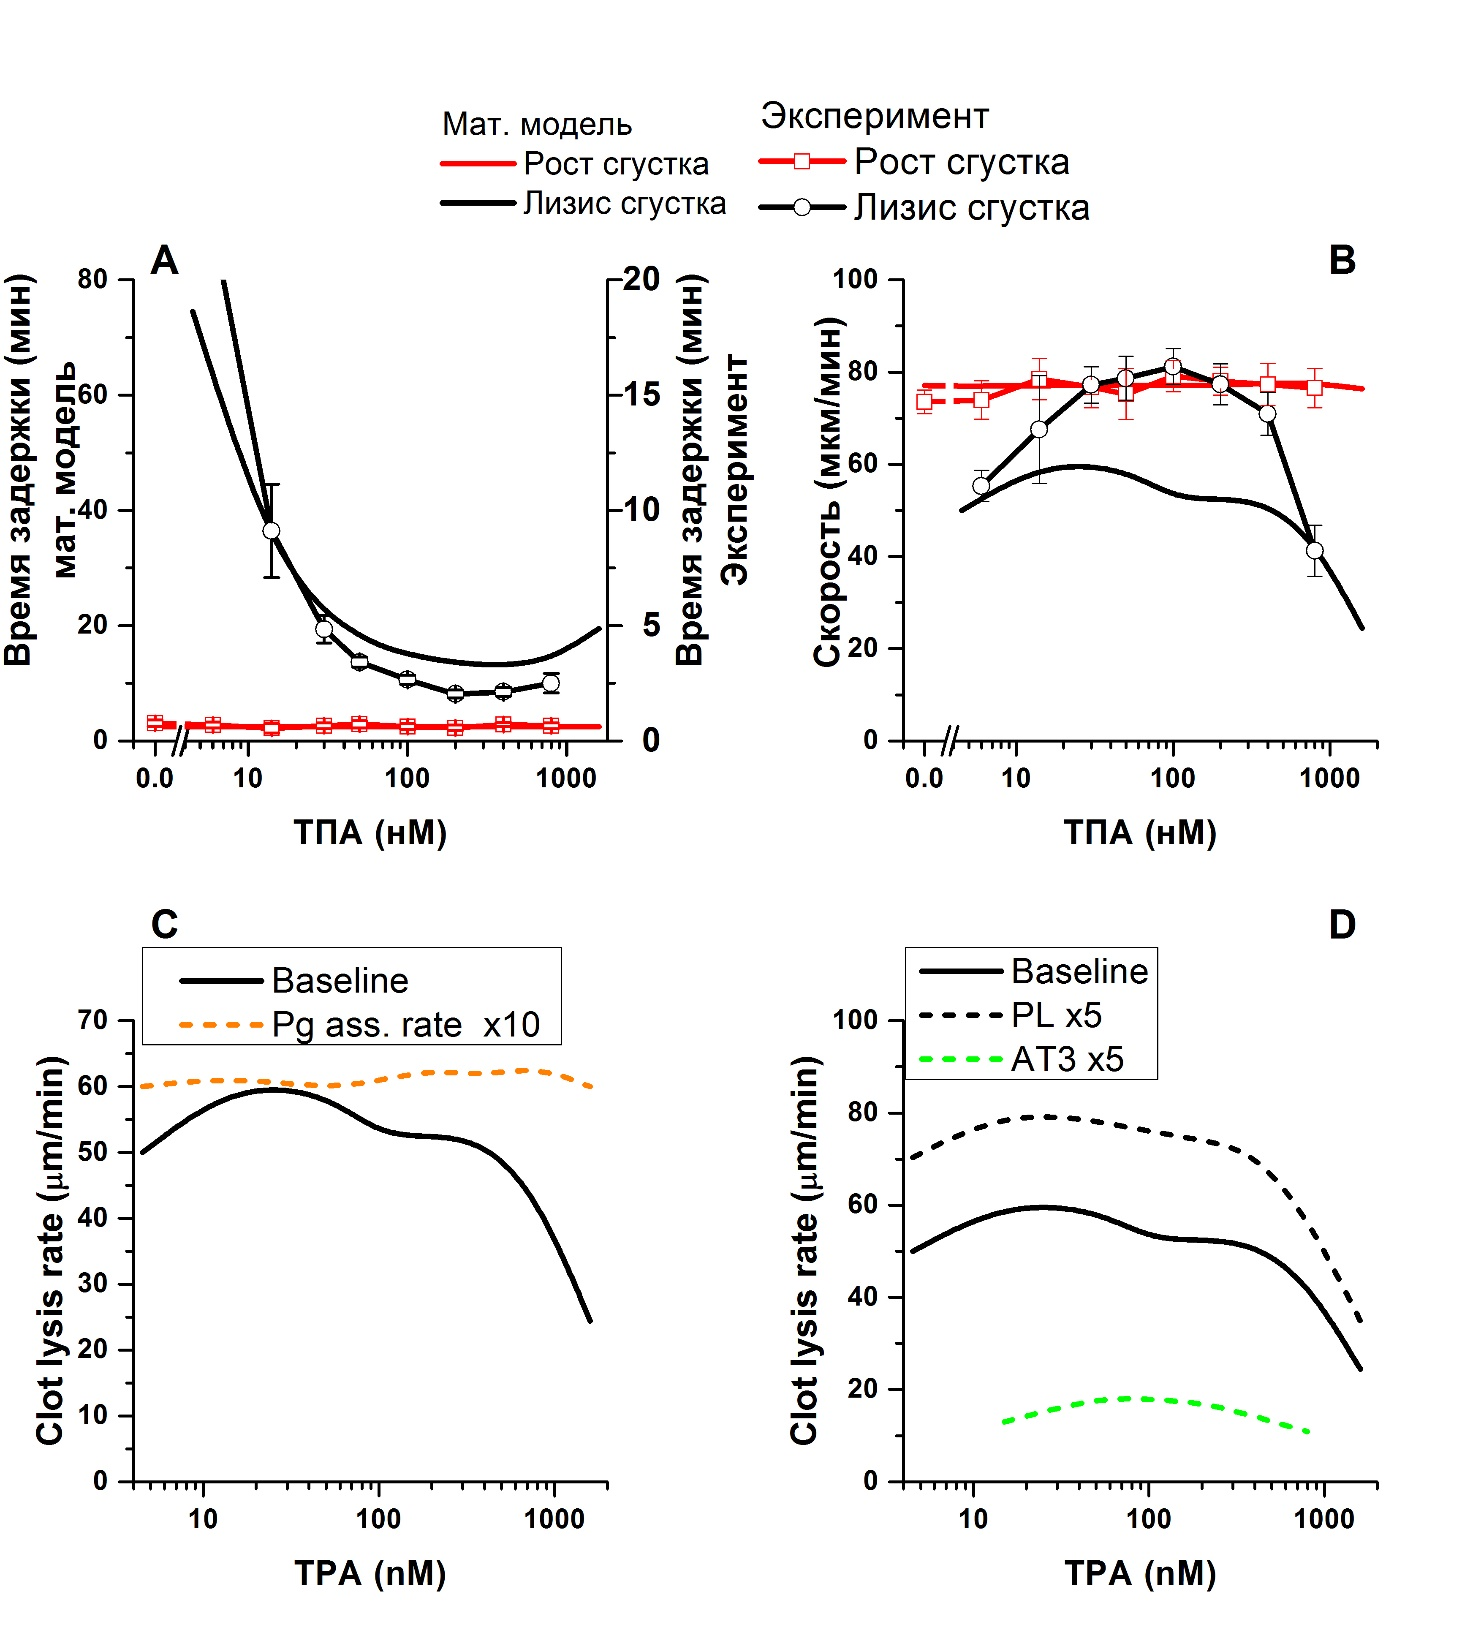 Мат. модель
Рост сгустка
Лизис сгустка
Эксперимент
Рост сгустка
Лизис сгустка
A
Время задержки (мин)
мат. модель
80
60
40
20
0
20
15
10
5
0
Время задержки (мин)
Эксперимент
0.0 10 100 1000
ТПА (нМ)
B
Скорость (мкм/мин)
100
80
60
40
20
0
0.0 10 100 1000
ТПА (нМ)
C
Baseline
Pg ass. rate x10
Clot lysis rate (μm/min)
70
60
50
40
30
20
10
0
10 100 1000
TPA (nM)
D
Baseline
PL x5
AT3 x5
Clot lysis rate (μm/min)
100
80
60
40
20
0
10 100 1000
TPA (nM)